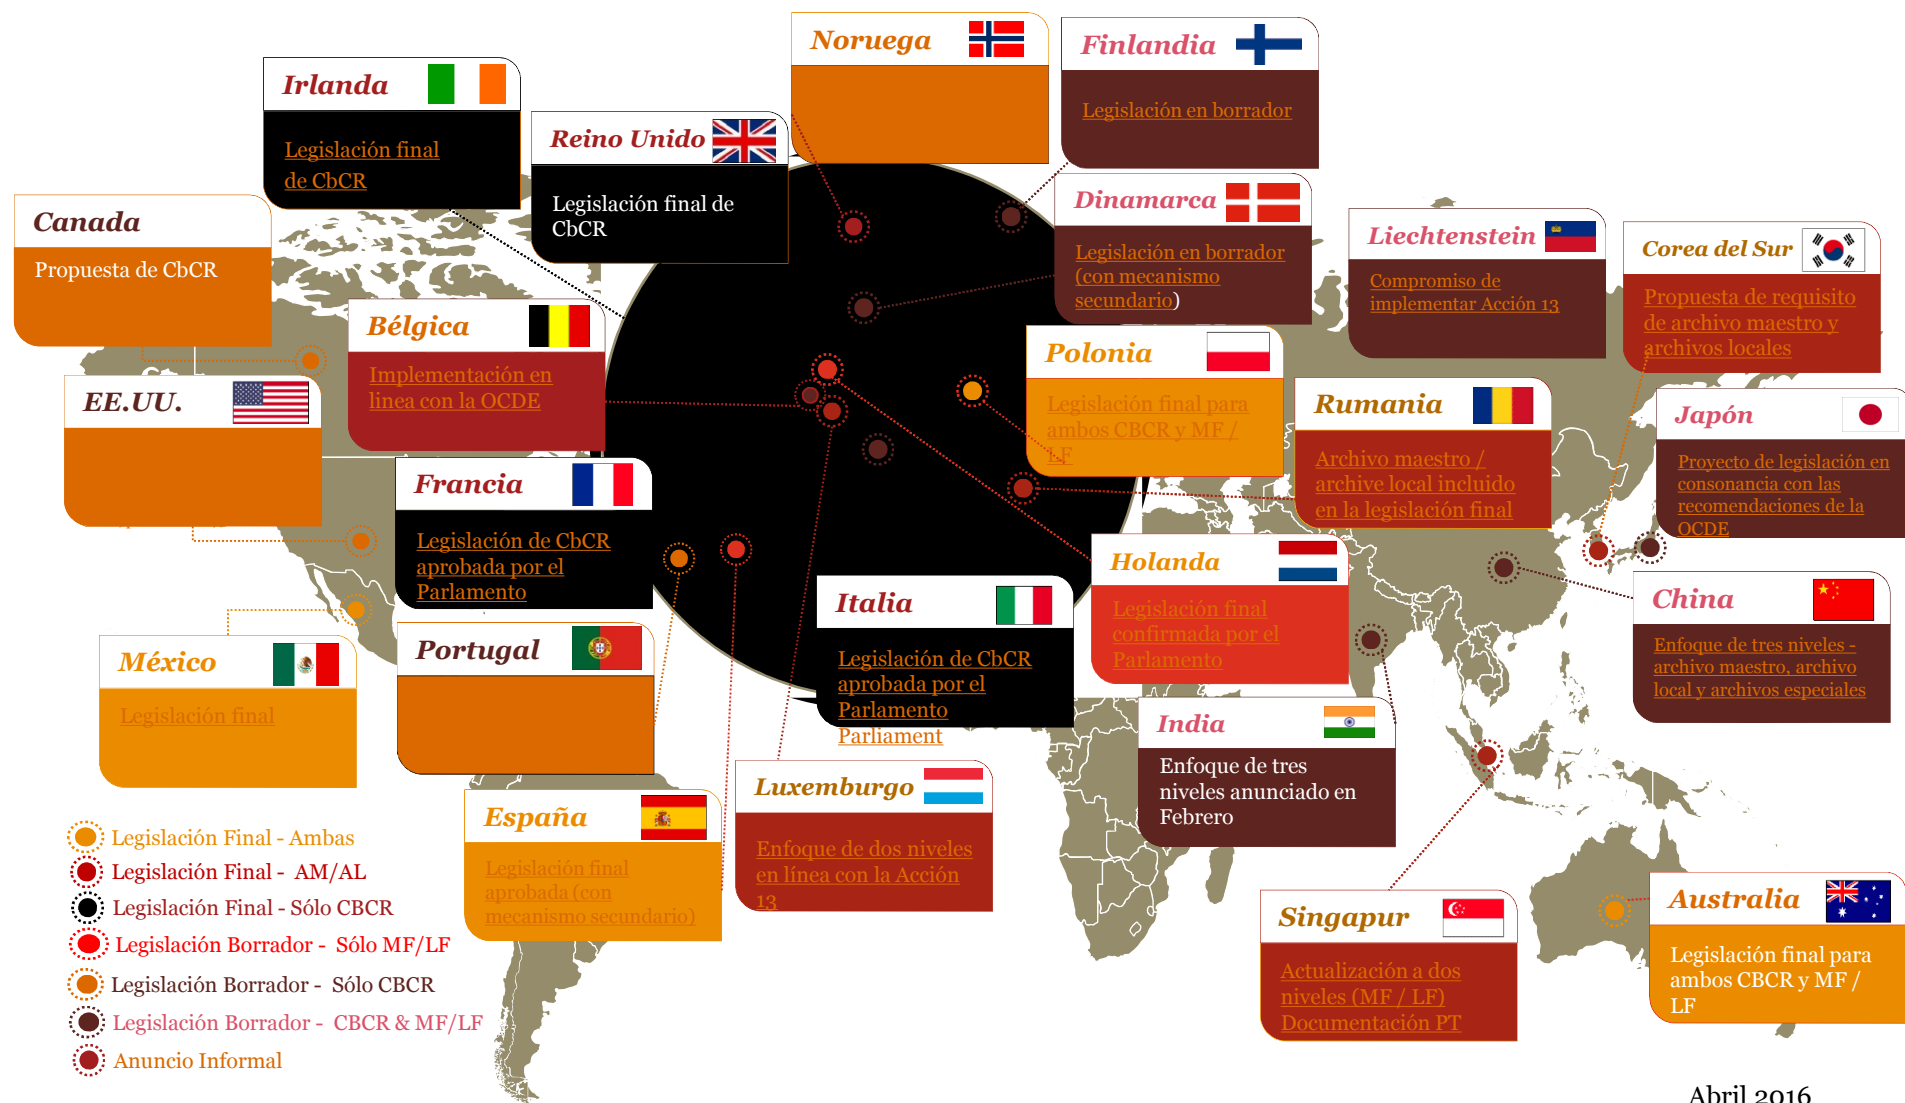 Noruega
Finlandia
Legislación en borrador
Irlanda
Legislación final
de CbCR
Reino Unido
Legislación final de
CbCR
Dinamarca
Legislación en borrador
(con mecanismo
secundario)
Canada
Propuesta de CbCR
Liechtenstein
Compromiso de
implementar Acción 13
Corea del Sur
Propuesta de requisito
de archivo maestro y
archivos locales
Bélgica
Implementación en
linea con la OCDE
Polonia
Legislación final para
ambos CBCR y MF /
LF
EE.UU.
Rumania
Archivo maestro /
archive local incluido
en la legislación final
Japón
Proyecto de legislación en
consonancia con las
recomendaciones de la
OCDE
Francia
Legislación de CbCR
aprobada por el
Parlamento
Holanda
Legislación final
confirmada por el
Parlamento
Italia
Legislación de CbCR
aprobada por el
Parlamento
Parliament
China
Enfoque de tres niveles -
archivo maestro, archivo
local y archivos especiales
México
Legislación final
Portugal
India
Enfoque de tres
niveles anunciado en
Febrero
España
Legislación final
aprobada (con
mecanismo secundario)
Luxemburgo
Enfoque de dos niveles
en línea con la Acción
13
Singapur
Actualización a dos
niveles (MF / LF)
Documentación PT
Australia
Legislación final para
ambos CBCR y MF /
LF
Legislación Final - Ambas
Legislación Final - AM/AL
Legislación Final - Sólo CBCR
Legislación Borrador - Sólo MF/LF
Legislación Borrador - Sólo CBCR
Legislación Borrador - CBCR & MF/LF
Anuncio Informal
Abril 2016